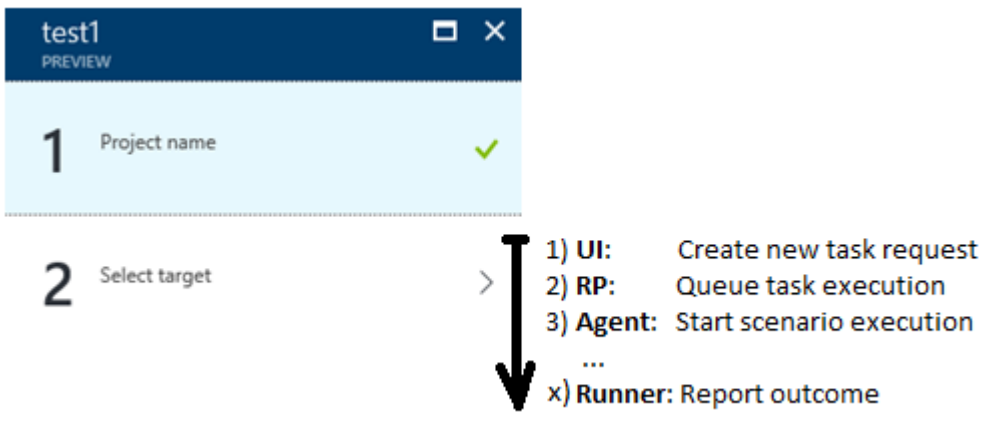 test1
PREVIEW
1 Project name
2 Select target
1) UI: Create new task request
2) RP: Queue task execution
3) Agent: Start scenario execution
...
x) Runner: Report outcome